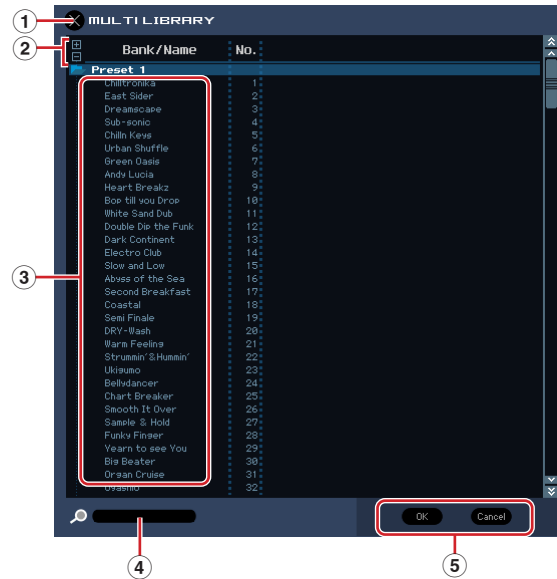 1 MULTI LIBRARY
2 Bank/Name No.
Preset 1
Chilltronika 1
East Sider 2
Dreamscape 3
Sub-sonic 4
Chilln Keys 5
Urban Shuffle 6
Green Oasis 7
Andy Lucia 8
Heart Breakz 9
Bop till you Drop 10
White Sand Dub 11
Double Dip the Funk 12
Dark Continent 13
Electro Club 14
Slow and Low 15
3 Abyss of the Sea 16
Second Breakfast 17
Coastal 18
Semi Finale 19
DRY-Wash 20
Warm Feeling 21
Strummin'&Hummin' 22
Ukigumo 23
Bellydancer 24
Chart Breaker 25
Smooth It Over 26
Sample & Hold 27
Funky Finger 28
Yearn to see You 29
Big Beater 30
Organ Cruise 31
Oyashio 32
OK Cancel
4 5